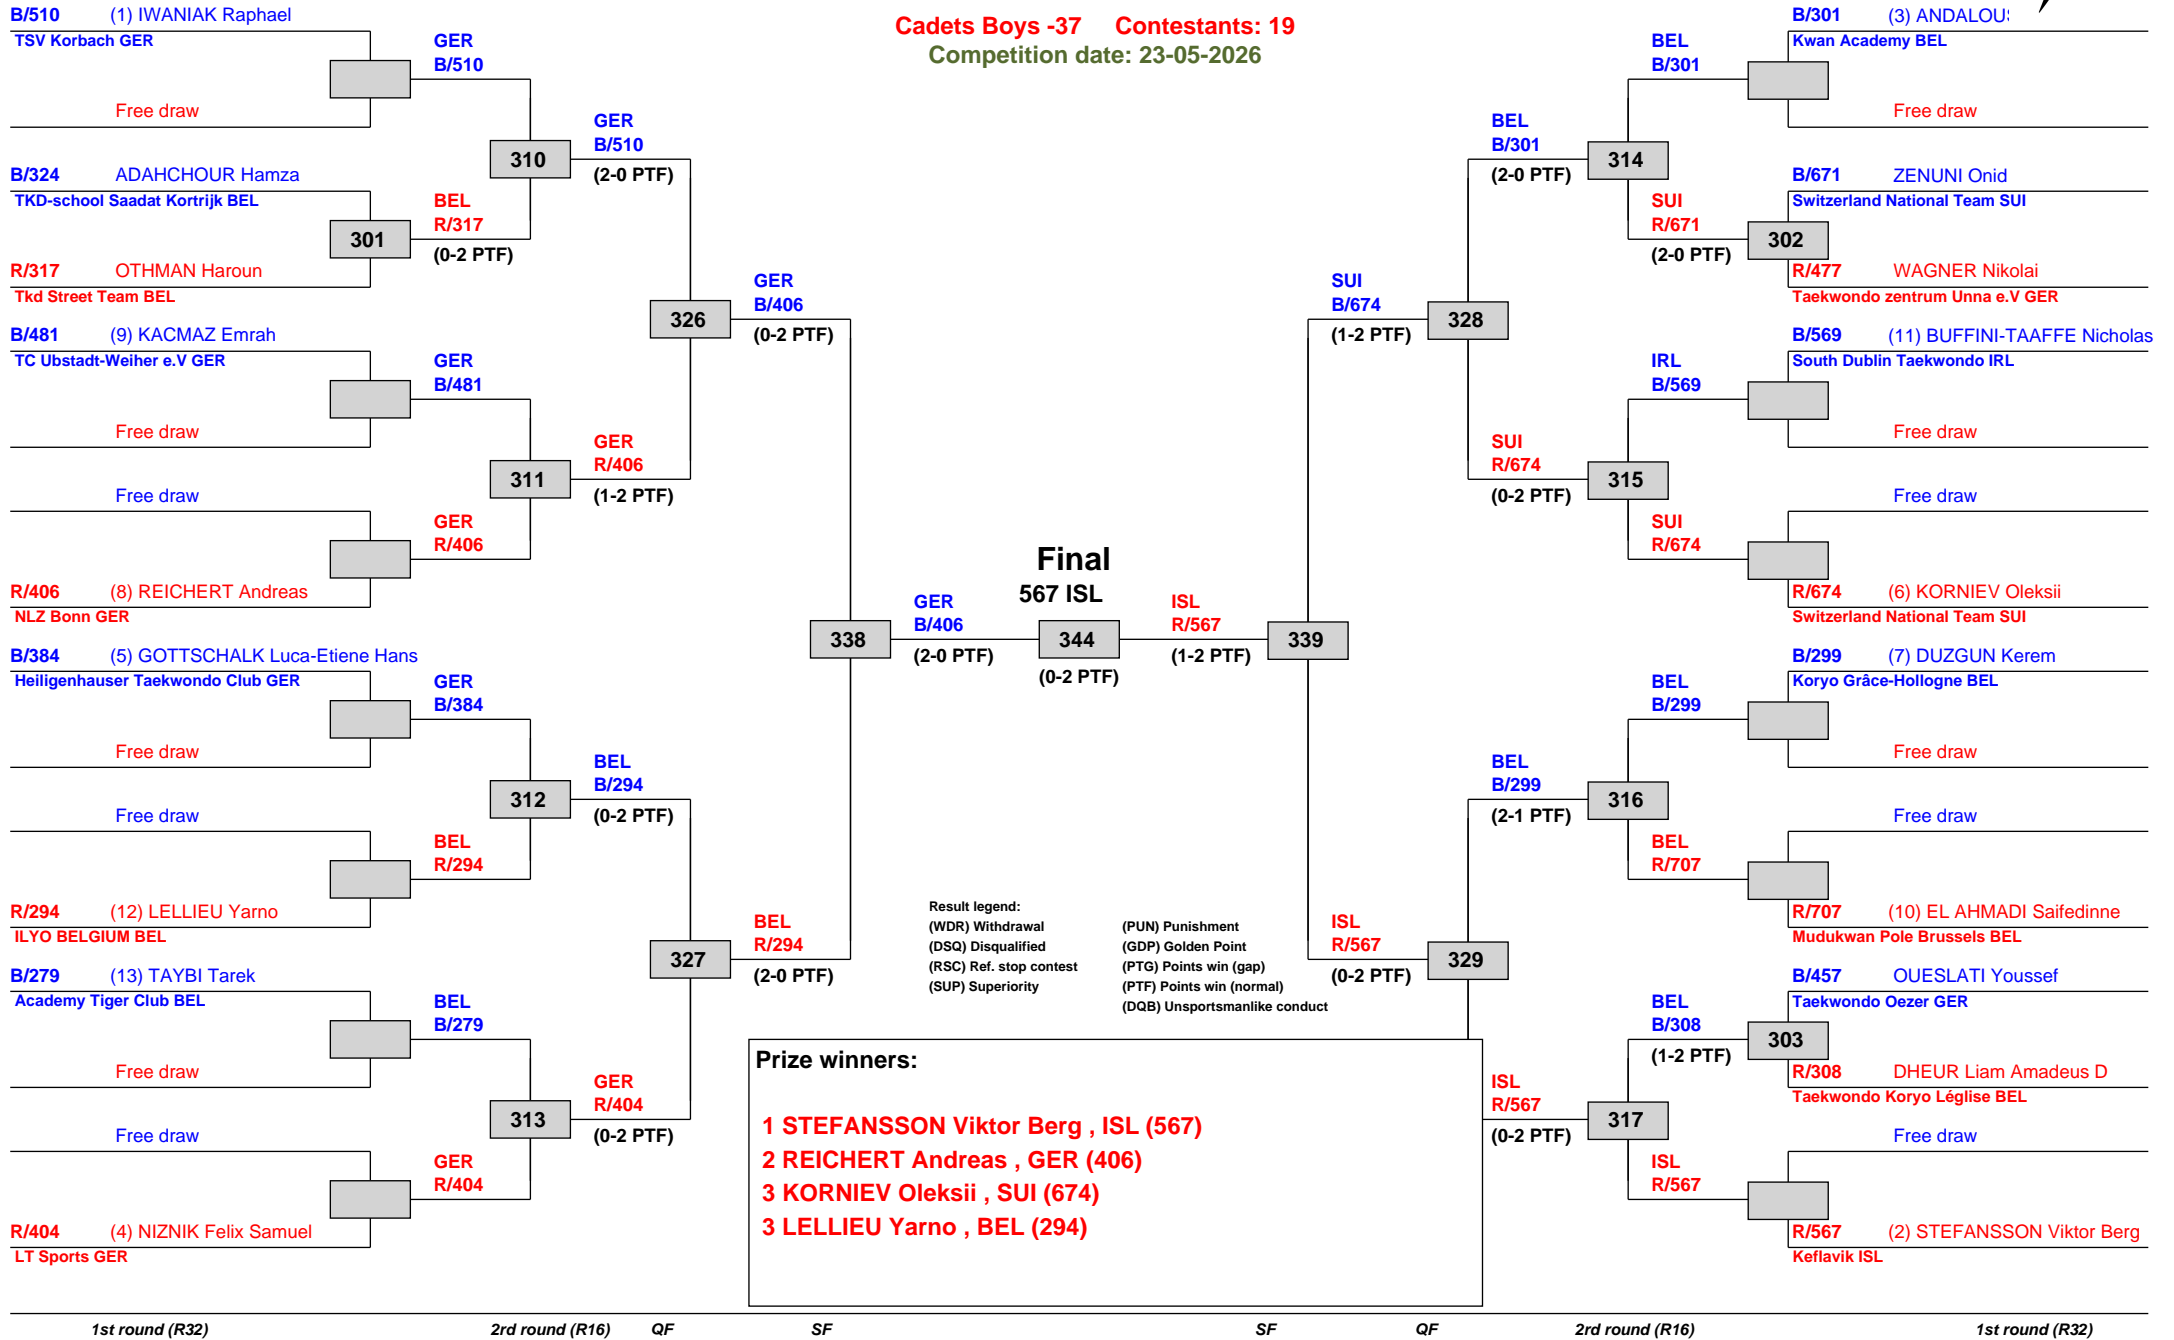 Cadets Boys -37 Contestants: 19
Competition date: 23-05-2026
B/510 (1) IWANIAK Raphael
TSV Korbach GER
Free draw
B/324 ADAHCHOUR Hamza
TKD-school Saadat Kortrijk BEL
R/317 OTHMAN Haroun
Tkd Street Team BEL
B/481 (9) KACMAZ Emrah
TC Ubstadt-Weiher e.V GER
Free draw
Free draw
R/406 (8) REICHERT Andreas
NLZ Bonn GER
B/384 (5) GOTTSCHALK Luca-Etiene Hans
Heiligenhauser Taekwondo Club GER
Free draw
Free draw
R/294 (12) LELLIEU Yarno
ILYO BELGIUM BEL
B/279 (13) TAYBI Tarek
Academy Tiger Club BEL
Free draw
Free draw
R/404 (4) NIZNIK Felix Samuel
LT Sports GER
301
GER
B/510
BEL
R/317
(0-2 PTF)
GER
B/481
GER
R/406
GER
B/384
BEL
R/294
BEL
B/279
GER
R/404
310
311
312
313
GER
B/510
(2-0 PTF)
GER
R/406
(1-2 PTF)
BEL
B/294
(0-2 PTF)
GER
R/404
(0-2 PTF)
326
327
GER
B/406
(0-2 PTF)
BEL
R/294
(2-0 PTF)
338
GER
B/406
(2-0 PTF)
Final
567 ISL
344
(0-2 PTF)
ISL
R/567
(1-2 PTF)
339
SUI
B/674
(1-2 PTF)
ISL
R/567
(0-2 PTF)
328
329
BEL
B/301
(2-0 PTF)
SUI
R/674
(0-2 PTF)
BEL
B/299
(2-1 PTF)
ISL
R/567
(0-2 PTF)
314
315
316
317
BEL
B/301
SUI
R/671
(2-0 PTF)
IRL
B/569
SUI
R/674
BEL
B/299
BEL
R/707
BEL
B/308
(1-2 PTF)
ISL
R/567
302
303
B/301 (3)
Kwan Academy BEL
Free draw
B/671 ZENUNI Onid
Switzerland National Team SUI
R/477 WAGNER Nikolai
Taekwondo zentrum Unna e.V GER
B/569 (11) BUFFINI-TAAFFE Nicholas
South Dublin Taekwondo IRL
Free draw
Free draw
R/674 (6) KORNIEV Oleksii
Switzerland National Team SUI
B/299 (7) DUZGUN Kerem
Koryo Grâce-Hollogne BEL
Free draw
Free draw
R/707 (10) EL AHMADI Saifedinne
Mudukwan Pole Brussels BEL
B/457 OUESLATI Youssef
Taekwondo Oezer GER
R/308 DHEUR Liam Amadeus D
Taekwondo Koryo Léglise BEL
Free draw
R/567 (2) STEFANSSON Viktor Berg
Keflavik ISL
Result legend:
(WDR) Withdrawal
(DSQ) Disqualified
(RSC) Ref. stop contest
(SUP) Superiority
(PUN) Punishment
(GDP) Golden Point
(PTG) Points win (gap)
(PTF) Points win (normal)
(DQB) Unsportsmanlike conduct
Prize winners:
1 STEFANSSON Viktor Berg , ISL (567)
2 REICHERT Andreas , GER (406)
3 KORNIEV Oleksii , SUI (674)
3 LELLIEU Yarno , BEL (294)
1st round (R32) 2rd round (R16) QF SF SF QF 2rd round (R16) 1st round (R32)